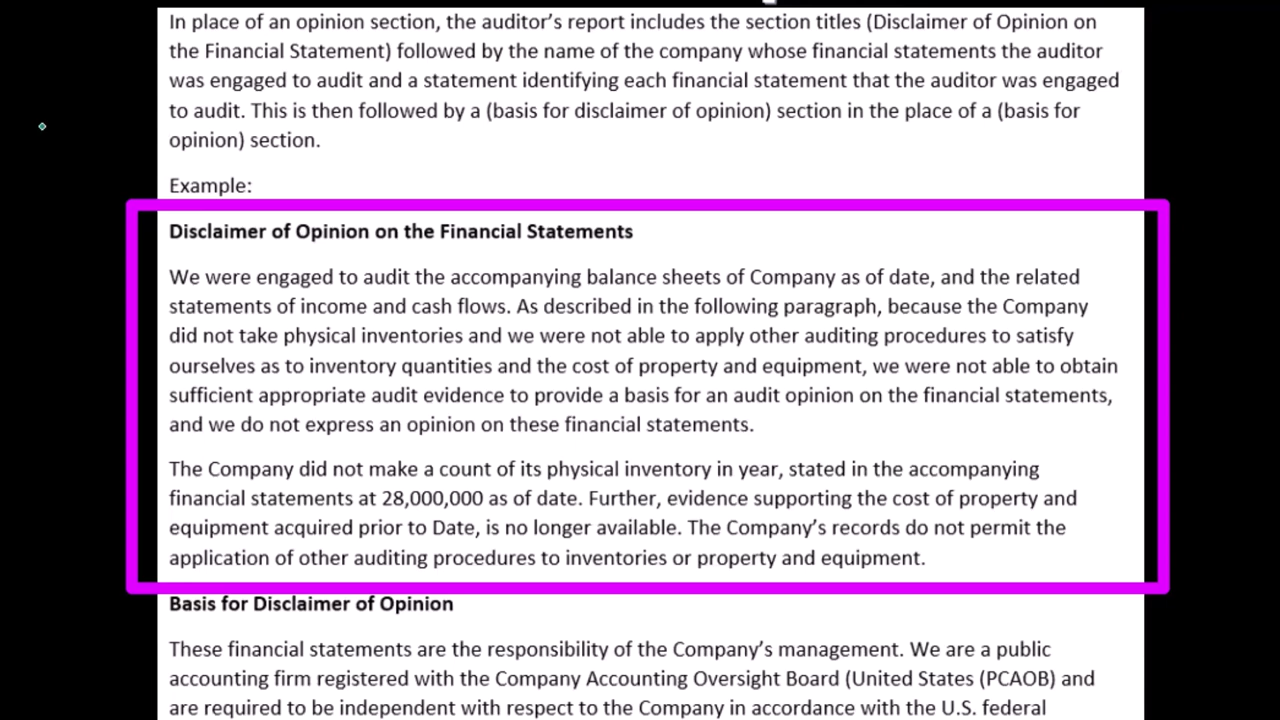 In place of an opinion section, the auditor’s report includes the section titles (Disclaimer of Opinion on
the Financial Statement) followed by the name of the company whose financial statements the auditor
was engaged to audit and a statement identifying each financial statement that the auditor was engaged
to audit. This is then followed by a (basis for disclaimer of opinion) section in the place of a (basis for
opinion) section.
Example:
Disclaimer of Opinion on the Financial Statements
We were engaged to audit the accompanying balance sheets of Company as of date, and the related
statements of income and cash flows. As described in the following paragraph, because the Company
did not take physical inventories and we were not able to apply other auditing procedures to satisfy
ourselves as to inventory quantities and the cost of property and equipment, we were not able to obtain
sufficient appropriate audit evidence to provide a basis for an audit opinion on the financial statements,
and we do not express an opinion on these financial statements.
The Company did not make a count of its physical inventory in year, stated in the accompanying
financial statements at 28,000,000 as of date. Further, evidence supporting the cost of property and
equipment acquired prior to Date, is no longer available. The Company’s records do not permit the
application of other auditing procedures to inventories or property and equipment.
Basis for Disclaimer of Opinion
These financial statements are the responsibility of the Company’s management. We are a public
accounting firm registered with the Company Accounting Oversight Board (United States (PCAOB) and
are required to be independent with respect to the Company in accordance with the U.S. federal